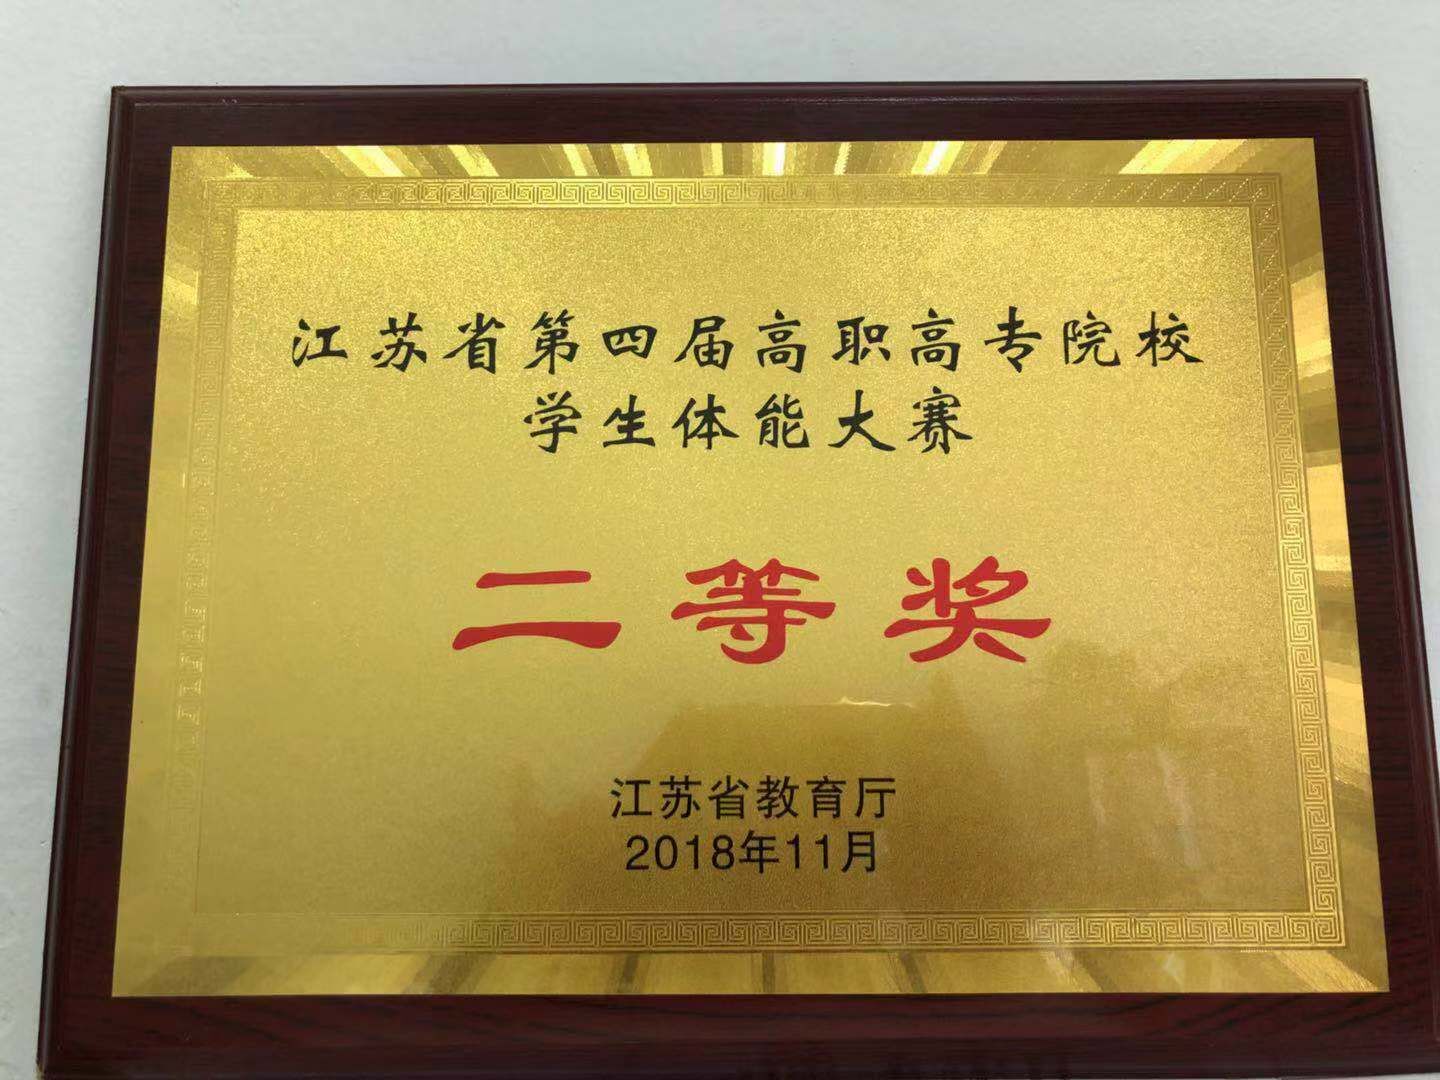 江苏省第四届高职高专院校
学生体能大赛
二等奖
江苏省教育厅
2018年11月